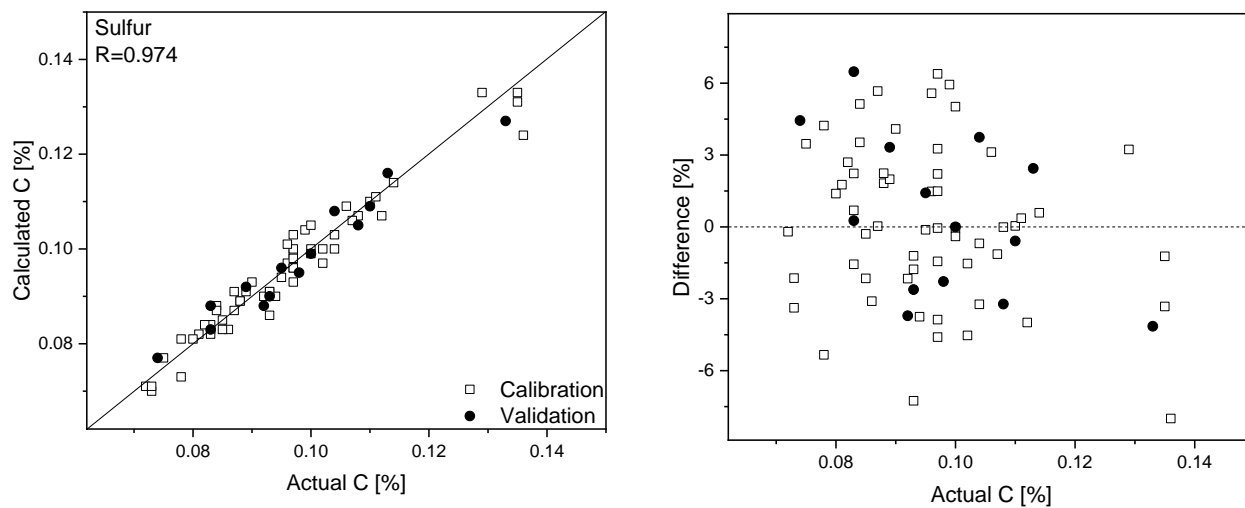 Sulfur
R=0.974
0.14
0.12
0.10
0.08
Calculated C [%]
Calibration
Validation
0.08 0.10 0.12 0.14
Actual C [%]
6
3
0
-3
-6
Difference [%]
0.08 0.10 0.12 0.14
Actual C [%]